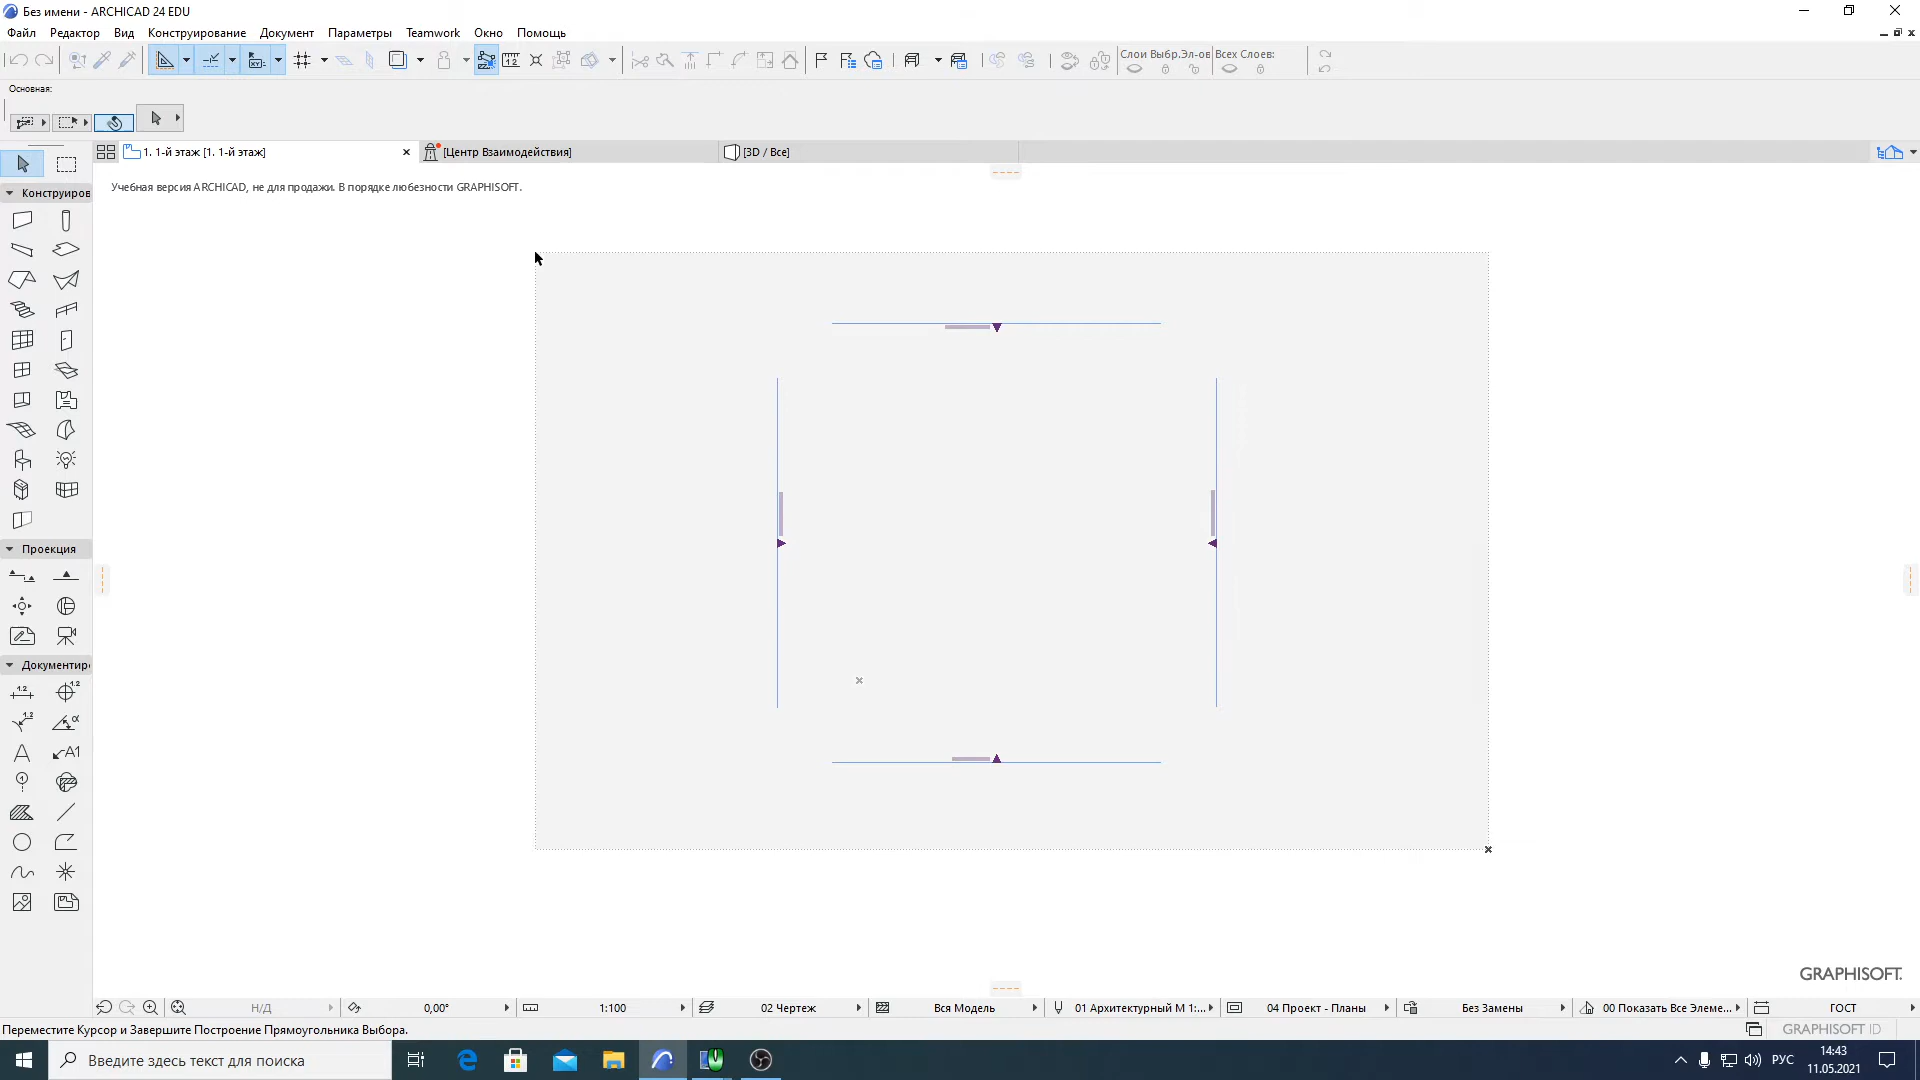 Без имени - ARCHICAD 24 EDU
Файл Редактор Вид Конструирование Документ Параметры Teamwork Окно Помощь
Слои Выбр.Эл-ов Всех Слоев:
Основная:
1. 1-й этаж [1. 1-й этаж] [Центр Взаимодействия] [3D / Все]
Учебная версия ARCHICAD, не для продажи. В порядке любезности GRAPHISOFT.
Конструиров
Проекция
Документир
GRAPHISOFT.
Н/Д 0,00° 1:100 02 Чертеж Вся Модель 01 Архитектурный М 1:... 04 Проект - Планы Без Замены 00 Показать Все Элеме... ГОСТ
Переместите Курсор и Завершите Построение Прямоугольника Выбора.
GRAPHISOFT ID
Введите здесь текст для поиска
РУС
14:43
11.05.2021